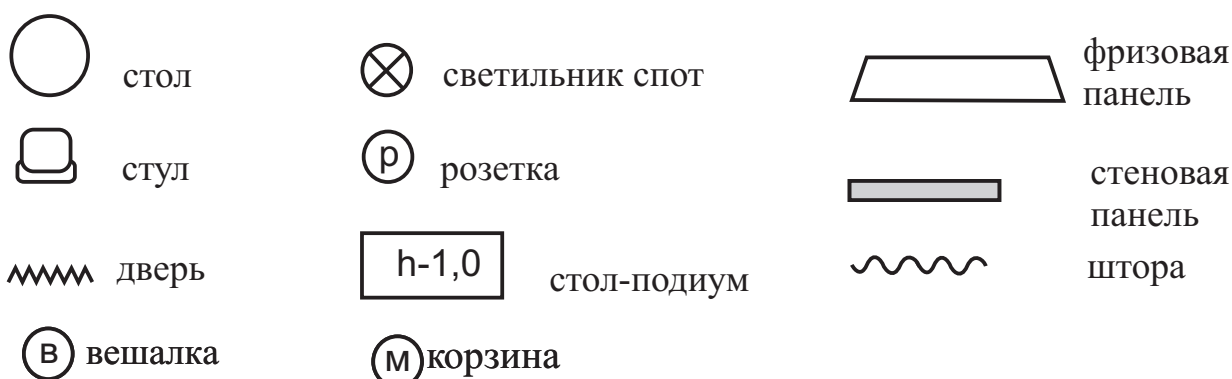 стол
светильник спот
фризовая
панель
стул
р розетка
стеновая
панель
дверь
h-1,0 стол-подиум
штора
в вешалка
м корзина